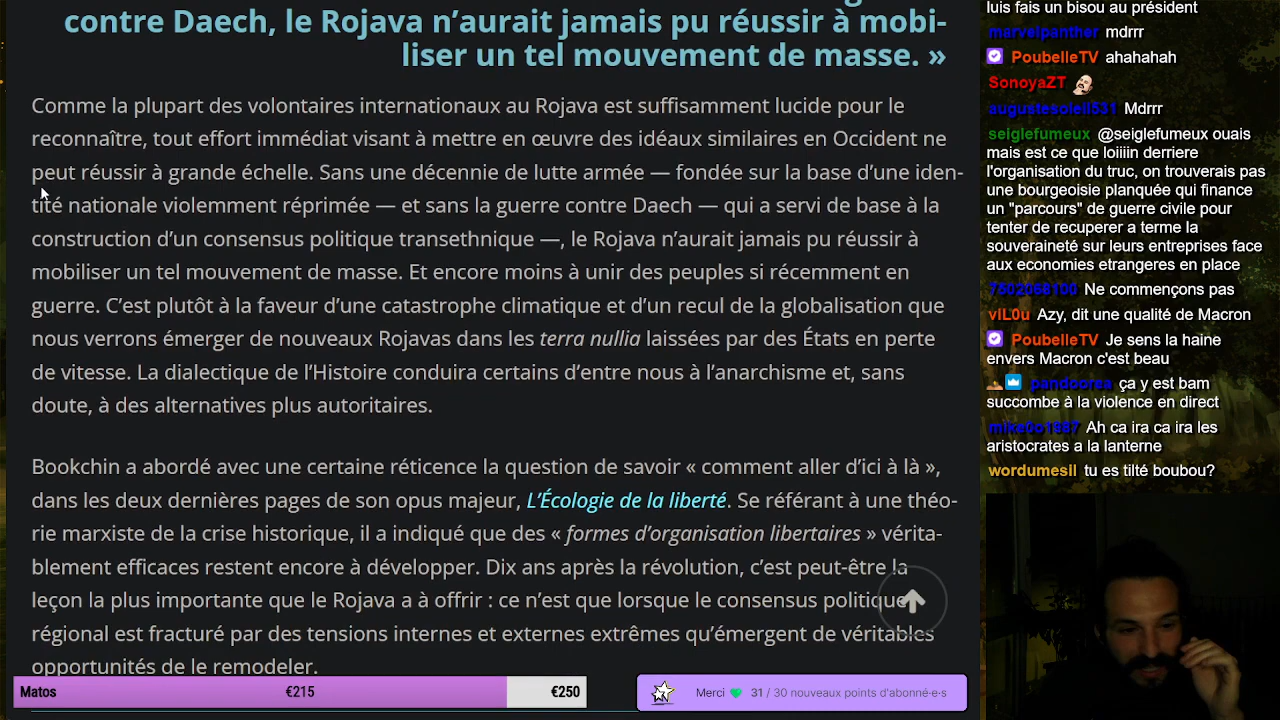 contre Daech, le Rojava n’aurait jamais pu réussir à mobi-
liser un tel mouvement de masse. »
Comme la plupart des volontaires internationaux au Rojava est suffisamment lucide pour le
reconnaître, tout effort immédiat visant à mettre en œuvre des idéaux similaires en Occident ne
peut réussir à grande échelle. Sans une décennie de lutte armée — fondée sur la base d’une iden-
tité nationale violemment réprimée — et sans la guerre contre Daech — qui a servi de base à la
construction d’un consensus politique transethnique —, le Rojava n’aurait jamais pu réussir à
mobiliser un tel mouvement de masse. Et encore moins à unir des peuples si récemment en
guerre. C’est plutôt à la faveur d’une catastrophe climatique et d’un recul de la globalisation que
nous verrons émerger de nouveaux Rojavas dans les terra nullia laissées par des États en perte
de vitesse. La dialectique de l’Histoire conduira certains d’entre nous à l’anarchisme et, sans
doute, à des alternatives plus autoritaires.
Bookchin a abordé avec une certaine réticence la question de savoir « comment aller d’ici à là »,
dans les deux dernières pages de son opus majeur, L’Écologie de la liberté. Se référant à une théo-
rie marxiste de la crise historique, il a indiqué que des « formes d’organisation libertaires » vérita-
blement efficaces restent encore à développer. Dix ans après la révolution, c’est peut-être la
leçon la plus importante que le Rojava a à offrir : ce n’est que lorsque le consensus politique
régional est fracturé par des tensions internes et externes extrêmes qu’émergent de véritables
opportunités de le remodeler.
Matos €215 €250
Merci 31 / 30 nouveaux points d'abonné·e·s
luis fais un bisou au président
marvelpanther mdrrr
PoubelleTV ahahahah
SonoyaZT
augustesoleil531 Mdrrr
seiglefumeux @seiglefumeux ouais
mais est ce que loiiiin derriere
l'organisation du truc, on trouverais pas
une bourgeoisie planquée qui finance
un "parcours" de guerre civile pour
tenter de recuperer a terme la
souveraineté sur leurs entreprises face
aux economies etrangeres en place
7502068100 Ne commençons pas
viL0u Azy, dit une qualité de Macron
PoubelleTV Je sens la haine
envers Macron c'est beau
pandoorea ça y est bam
succombe à la violence en direct
mike0o1987 Ah ca ira ca ira les
aristocrates a la lanterne
wordumesil tu es tilté boubou?